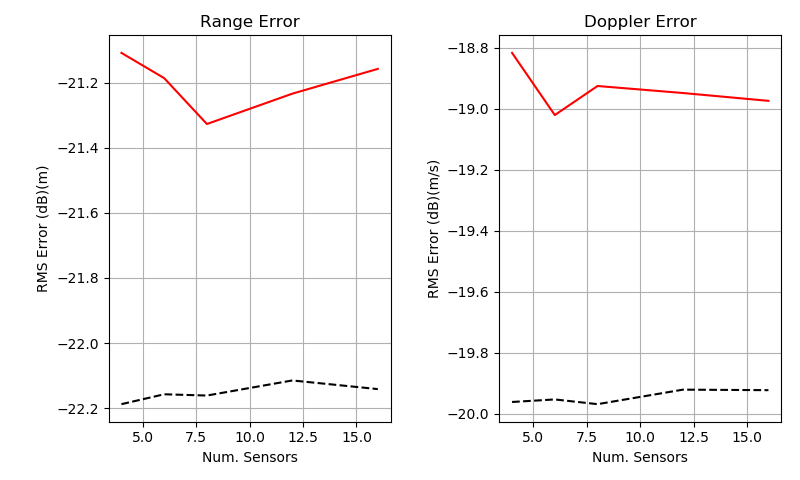 Range Error
RMS Error (dB)(m)
−21.2
−21.4
−21.6
−21.8
−22.0
−22.2
5.0 7.5 10.0 12.5 15.0
Num. Sensors
Doppler Error
RMS Error (dB)(m/s)
−18.8
−19.0
−19.2
−19.4
−19.6
−19.8
−20.0
5.0 7.5 10.0 12.5 15.0
Num. Sensors